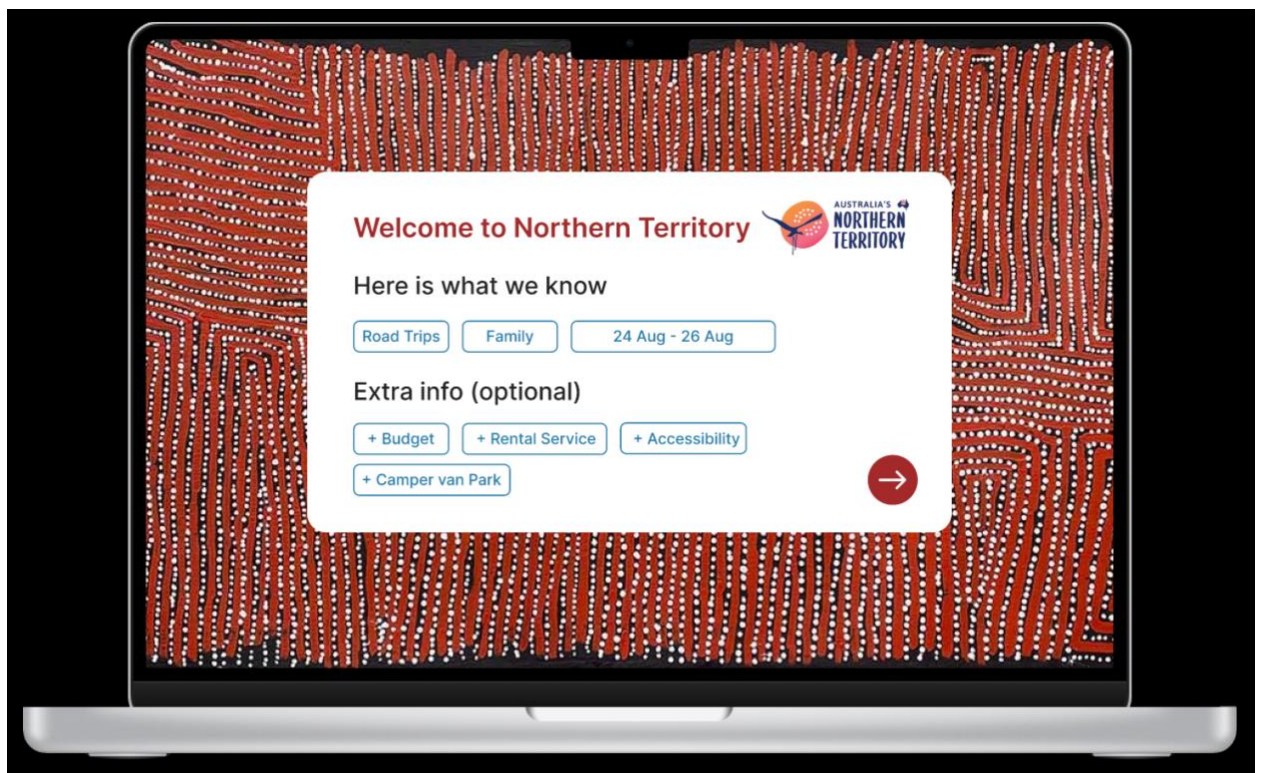 Welcome to Northern Territory
AUSTRALIA'S
NORTHERN
TERRITORY
Here is what we know
Road Trips
Family
24 Aug - 26 Aug
Extra info (optional)
+ Budget
+ Rental Service
+ Accessibility
+ Camper van Park